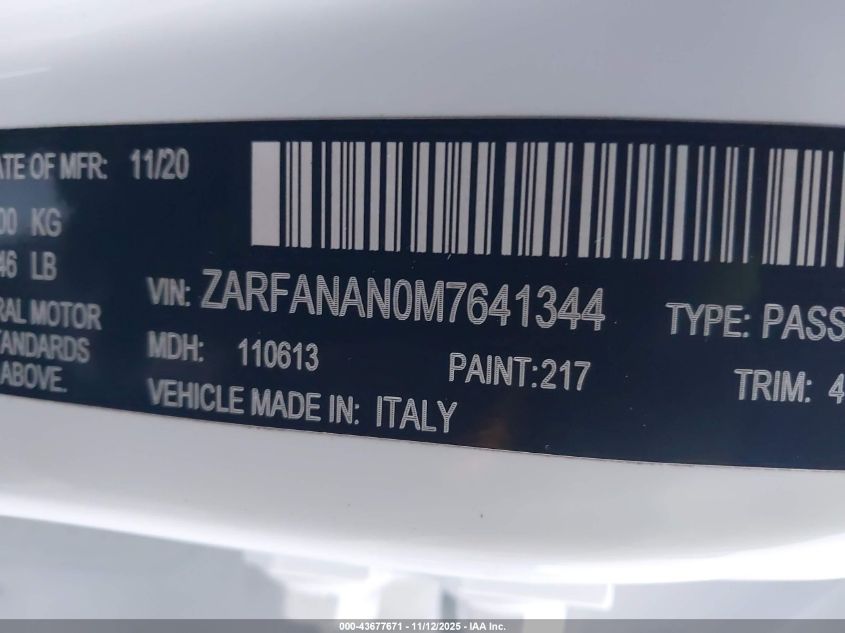 ATE OF MFR: 11/20
00 KG
46 LB
VIN: ZARFANAN0M7641344
RAL MOTOR
TYPE: PASS
TANDARDS
MDH: 110613 PAINT:217
ABOVE.
TRIM: 4
VEHICLE MADE IN: ITALY
000-43677671 - 11/12/2025 - IAA Inc.